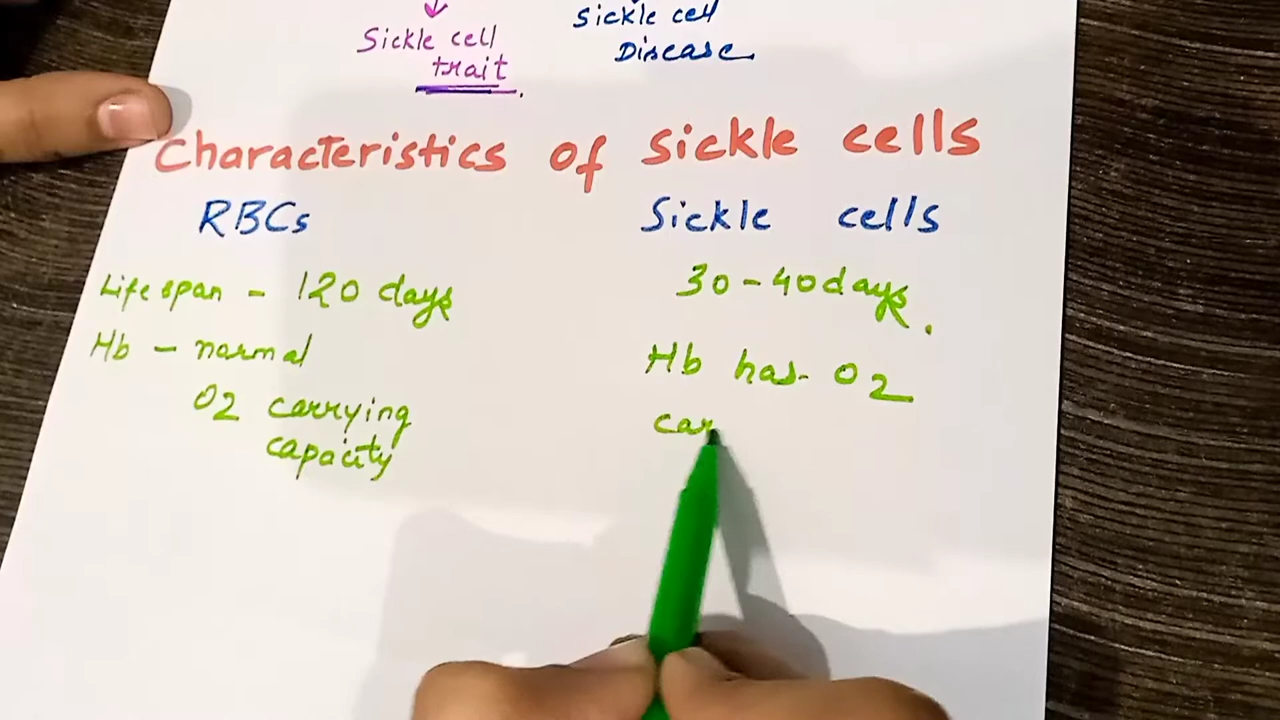 Sickle cell
trait.
Sickle cell
Disease
Characteristics of Sickle cells
RBCs
Life span - 120 days
Hb - normal
O2 carrying
capacity
Sickle cells
30-40 days.
Hb has O2
car